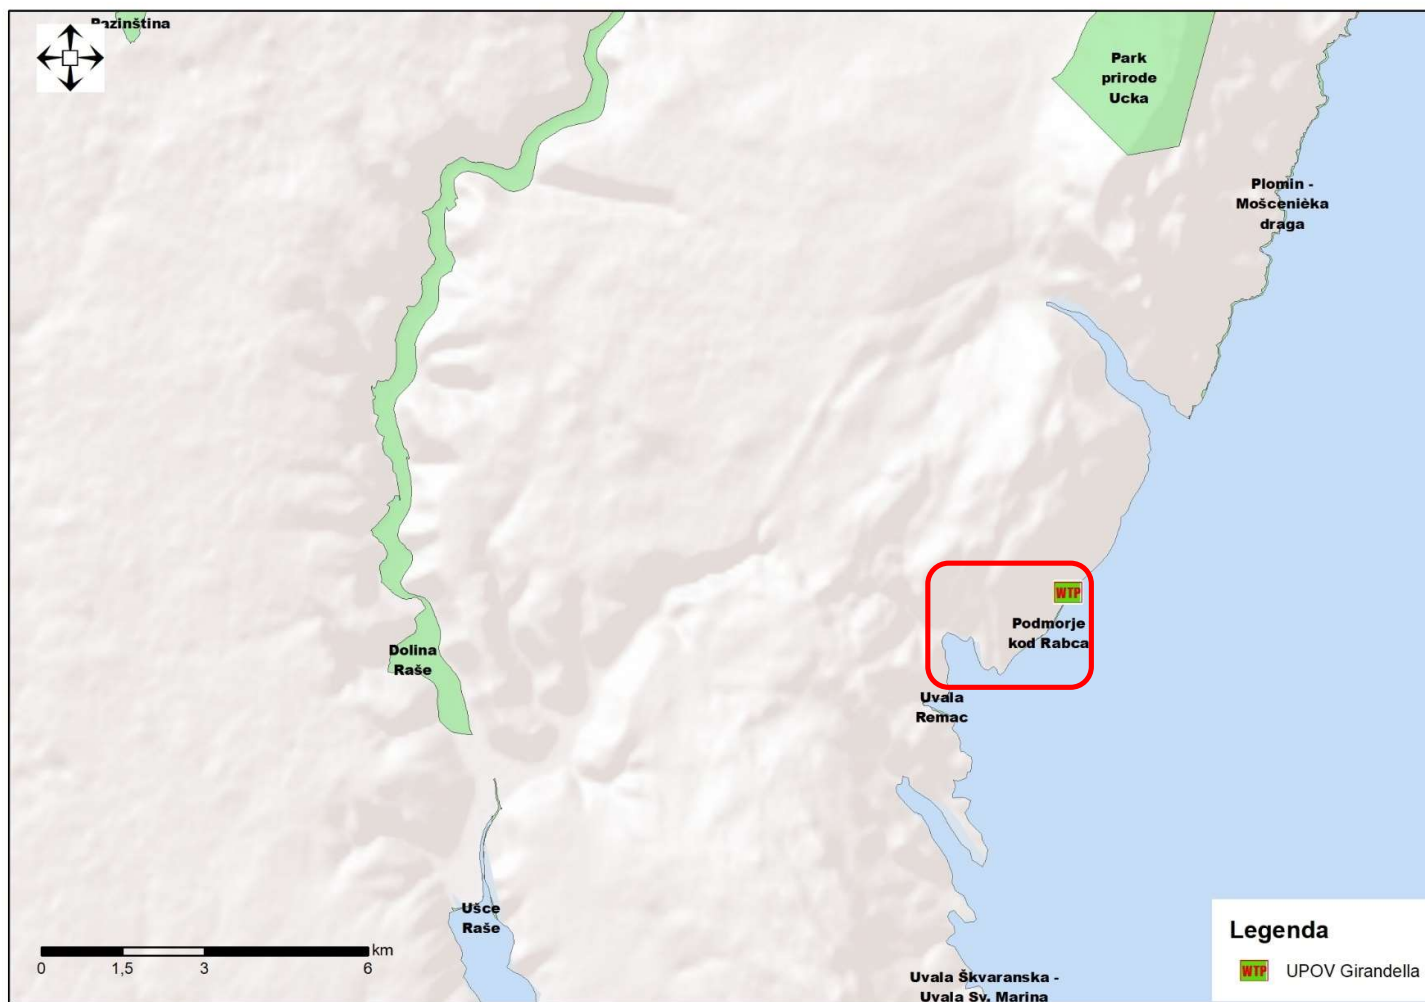 Pazinština
Park
prirode
Ucka
Plomin -
Mošcenièka
draga
WTP
Podmorje
kod Rabca
Dolina
Raše
Uvala
Remac
Ušce
Raše
km
0 1,5 3 6
Uvala Škvaranska -
Uvala Sv. Marina
Legenda
WTP UPOV Girandella